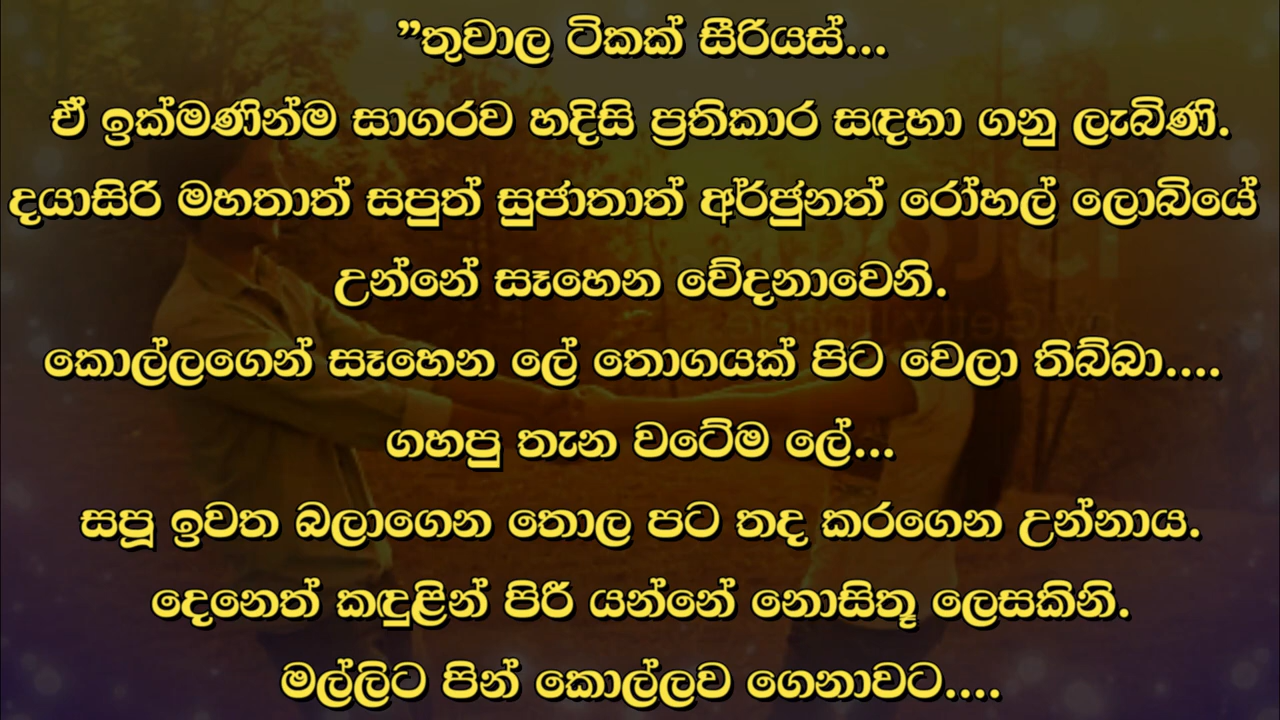 ”තුවාල ටිකක් සීරියස්...
ඒ ඉක්මණින්ම සාගරව හදිසි ප්‍රතිකාර සඳහා ගනු ලැබිණි.
දයාසිරි මහතාත් සපුත් සුජාතාත් අර්ජුනත් රෝහල් ලොබියේ
උන්නේ සෑහෙන වේදනාවෙනි.
කොල්ලගෙන් සෑහෙන ලේ තොගයක් පිට වෙලා තිබ්බා....
ගහපු තැන වටේම ලේ...
සපූ ඉවත බලාගෙන තොල පට තද කරගෙන උන්නාය.
දෙනෙත් කඳුළින් පිරී යන්නේ නොසිතූ ලෙසකිනි.
මල්ලිට පින් කොල්ලව ගෙනාවට....